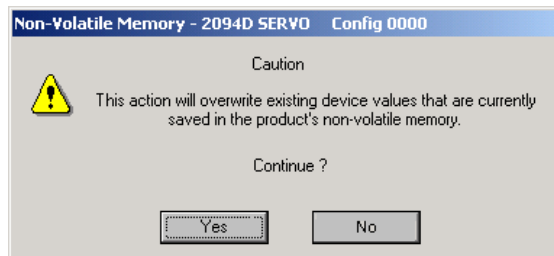 Non-Volatile Memory - 2094D SERVO Config 0000
Caution
This action will overwrite existing device values that are currently
saved in the product's non-volatile memory.
Continue ?
Yes No